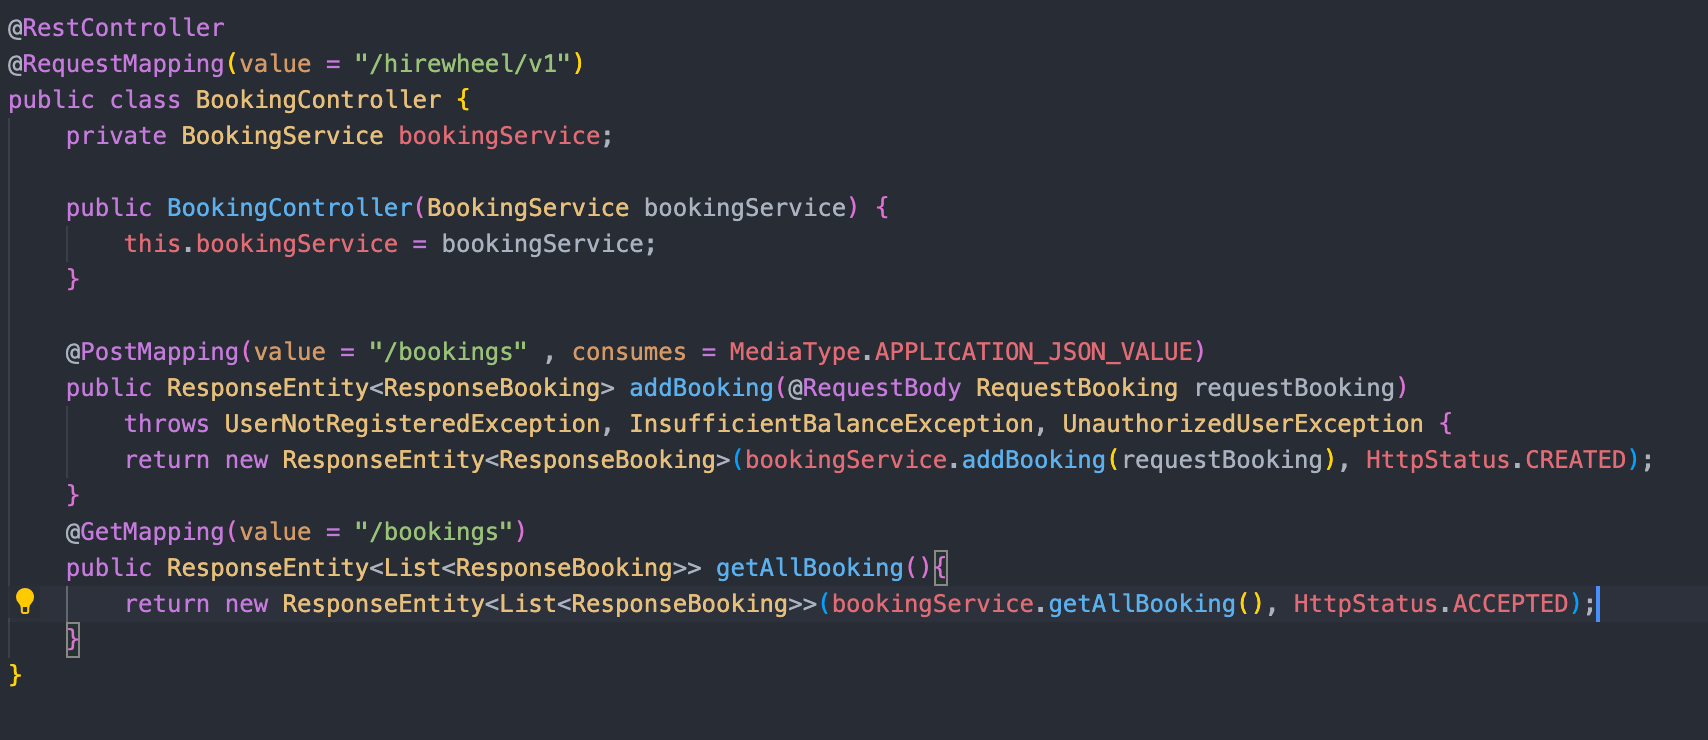 @RestController
@RequestMapping(value = "/hirewheel/v1")
public class BookingController {
    private BookingService bookingService;
    public BookingController(BookingService bookingService) {
        this.bookingService = bookingService;
    }
    @PostMapping(value = "/bookings" , consumes = MediaType.APPLICATION_JSON_VALUE)
    public ResponseEntity<ResponseBooking> addBooking(@RequestBody RequestBooking requestBooking)
        throws UserNotRegisteredException, InsufficientBalanceException, UnauthorizedUserException {
        return new ResponseEntity<ResponseBooking>(bookingService.addBooking(requestBooking), HttpStatus.CREATED);
    }
    @GetMapping(value = "/bookings")
    public ResponseEntity<List<ResponseBooking>> getAllBooking(){
        return new ResponseEntity<List<ResponseBooking>>(bookingService.getAllBooking(), HttpStatus.ACCEPTED);
    }
}